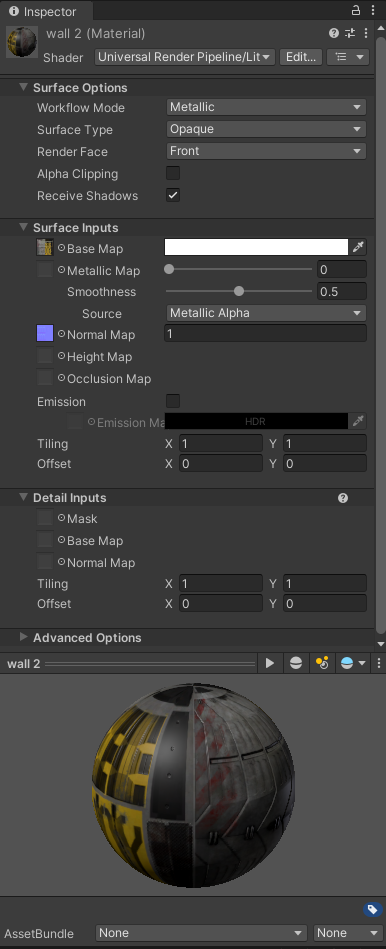 Inspector
wall 2 (Material)
Shader Universal Render Pipeline/Lit Edit...
Surface Options
Workflow Mode Metallic
Surface Type Opaque
Render Face Front
Alpha Clipping
Receive Shadows
Surface Inputs
Base Map
Metallic Map 0
Smoothness 0.5
Source Metallic Alpha
Normal Map 1
Height Map
Occlusion Map
Emission
Emission Ma HDR
Tiling X 1 Y 1
Offset X 0 Y 0
Detail Inputs
Mask
Base Map
Normal Map
Tiling X 1 Y 1
Offset X 0 Y 0
Advanced Options
wall 2
AssetBundle None None